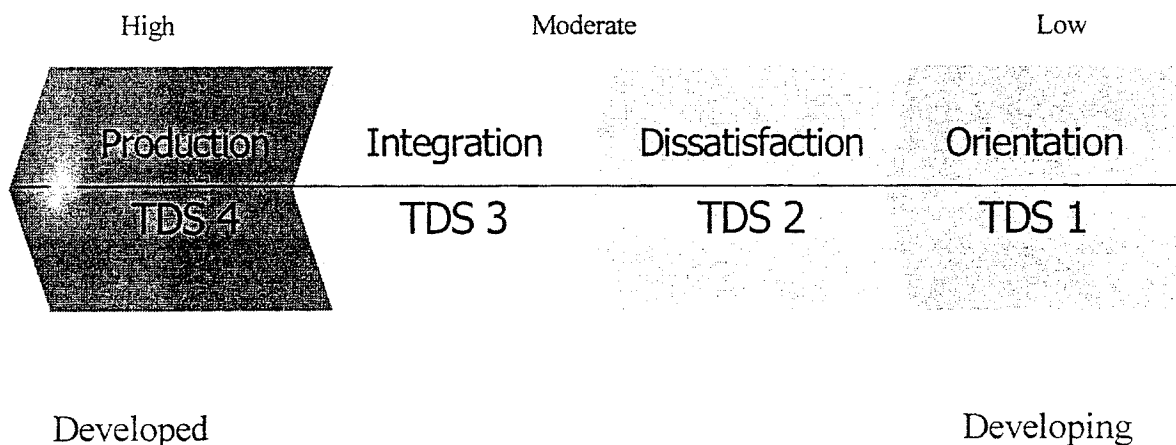 High Moderate Low
Production Integration Dissatisfaction Orientation
TDS 4 TDS 3 TDS 2 TDS 1
Developed Developing